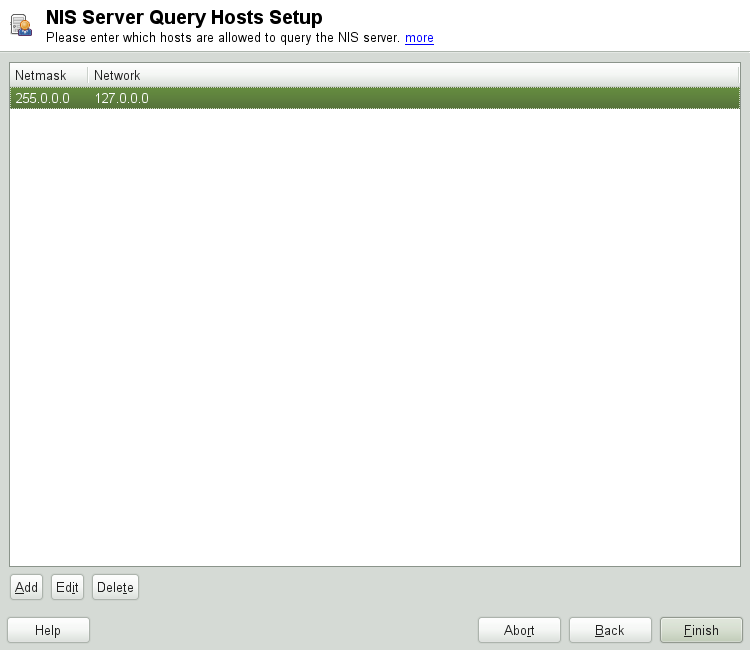 NIS Server Query Hosts Setup
Please enter which hosts are allowed to query the NIS server. more
Netmask Network
255.0.0.0 127.0.0.0
Add Edit Delete
Help Abort Back Finish